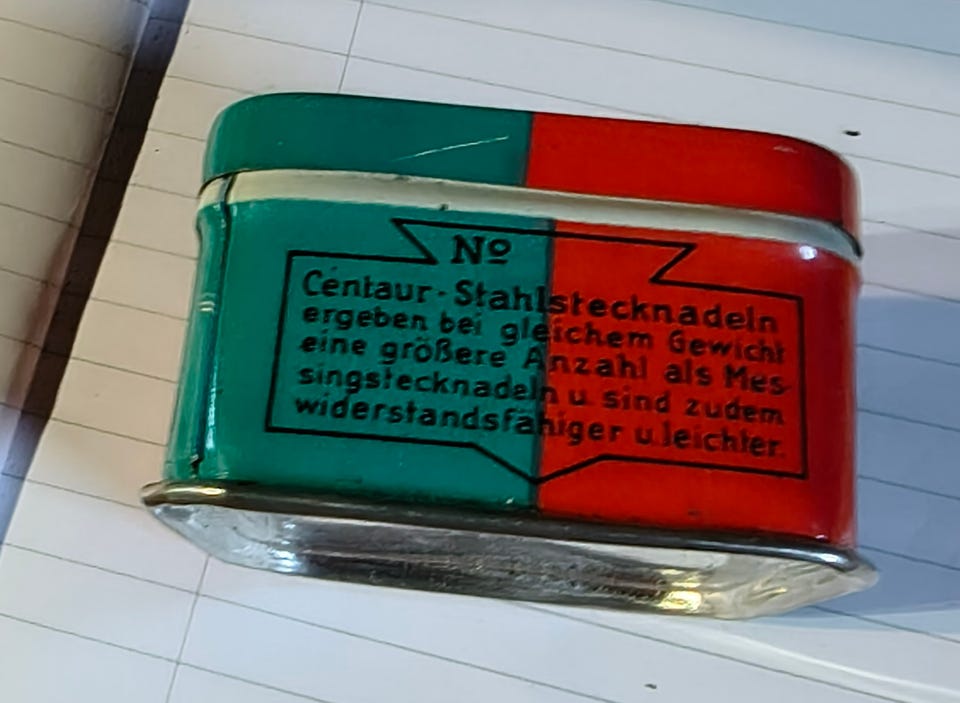 Nº
Centaur-Stahlstecknadeln
ergeben bei gleichem Gewicht
eine größere Anzahl als Mes-
singstecknadeln u sind zudem
widerstandsfähiger u. leichter.